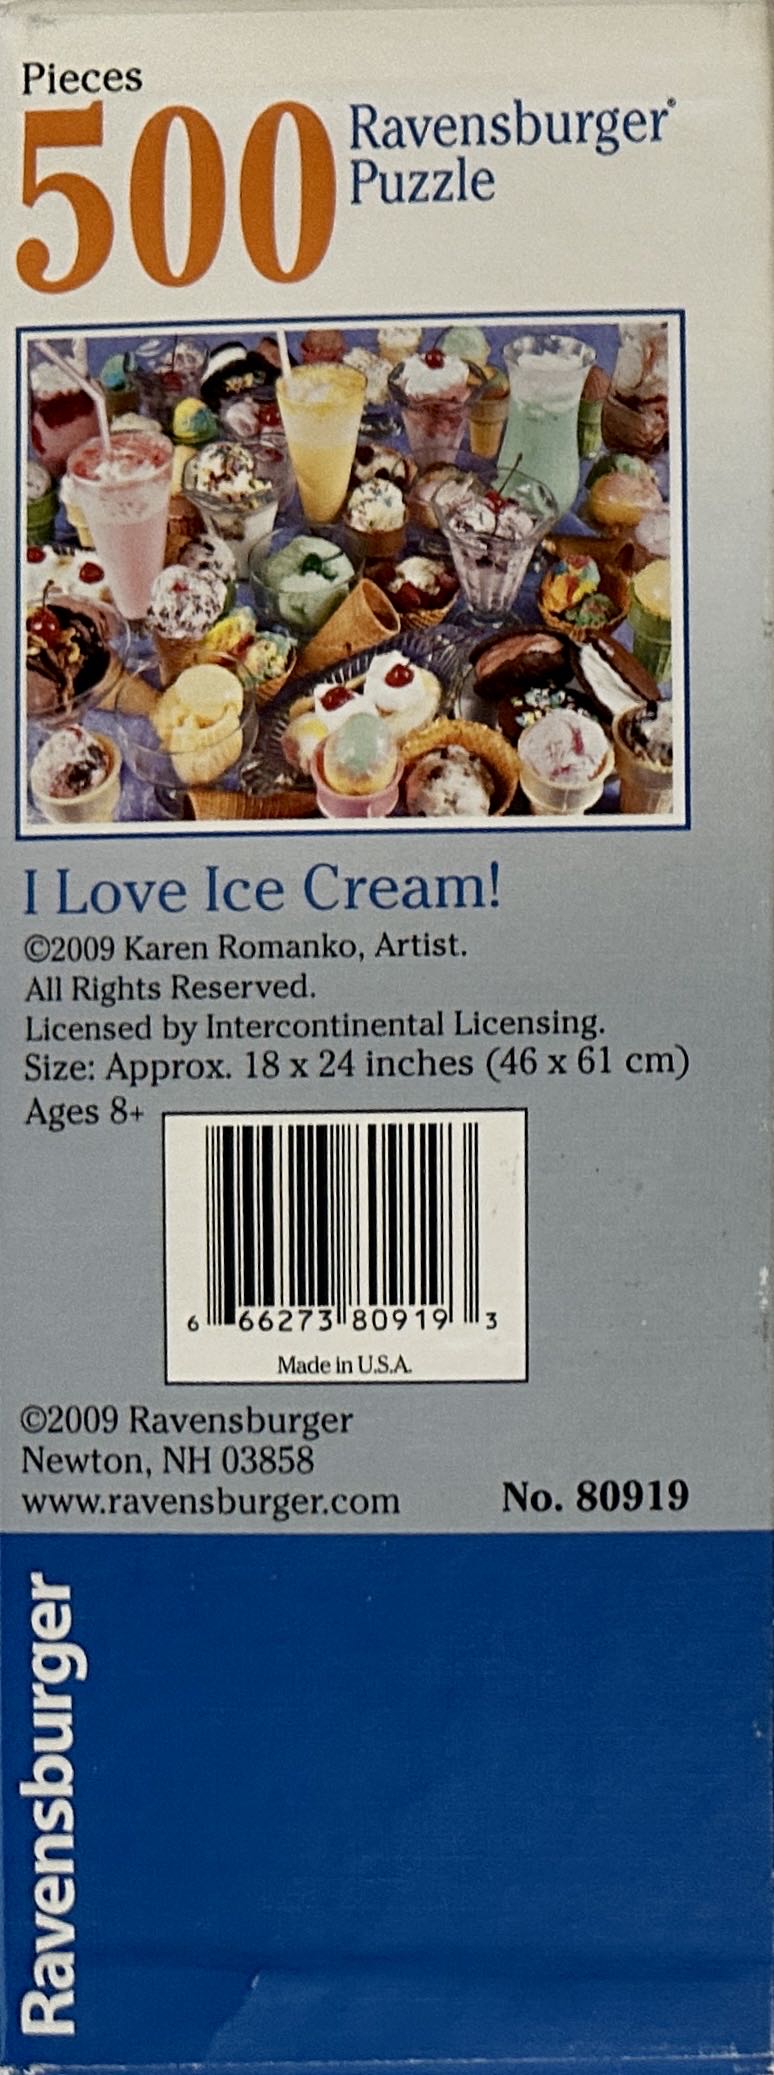 Pieces
500
Ravensburger®
Puzzle
I Love Ice Cream!
©2009 Karen Romanko, Artist.
All Rights Reserved.
Licensed by Intercontinental Licensing.
Size: Approx. 18 x 24 inches (46 x 61 cm)
Ages 8+
6 66273 80919 3
Made in U.S.A.
©2009 Ravensburger
Newton, NH 03858
www.ravensburger.com
No. 80919
Ravensburger